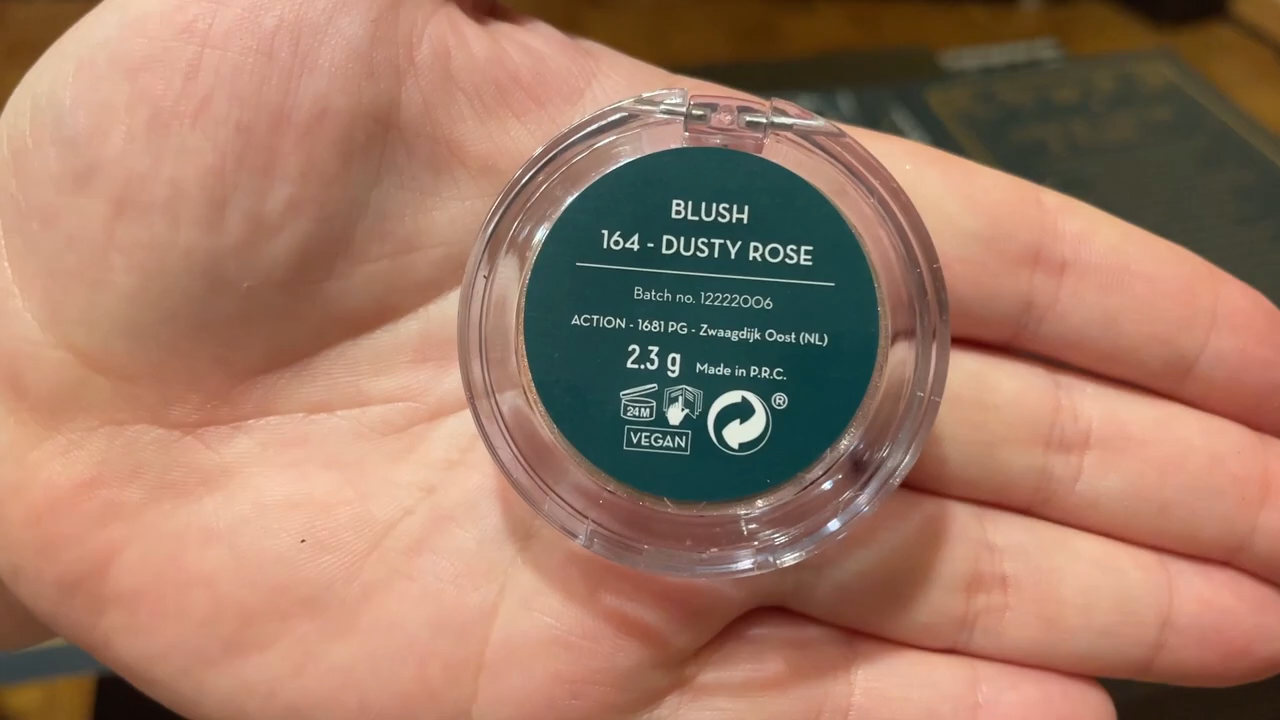 BLUSH
164 - DUSTY ROSE
Batch no. 12222006
ACTION - 1681 PG - Zwaagdijk Oost (NL)
2.3 g Made in P.R.C.
24M
®
VEGAN